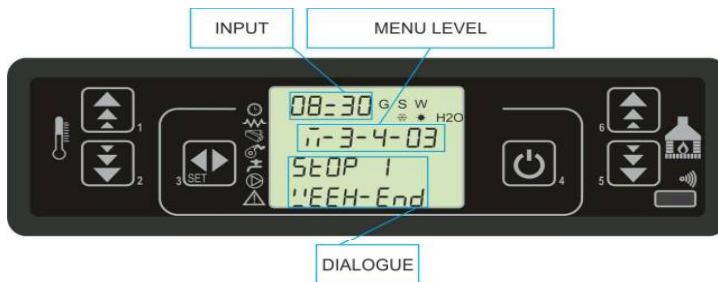 INPUT
MENU LEVEL
08-30 G S W
H2O
1
6
M-3-4-03
3 SET
4
StOP 1
2
5
WEEH-End
DIALOGUE